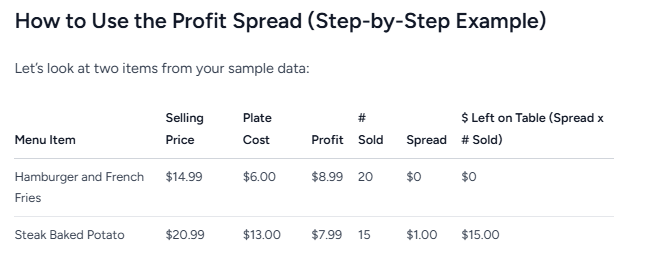 How to Use the Profit Spread (Step-by-Step Example)
Let's look at two items from your sample data:
Selling Plate # $ Left on Table (Spread x
Menu Item Price Cost Profit Sold Spread # Sold)
Hamburger and French $14.99 $6.00 $8.99 20 $0 $0
Fries
Steak Baked Potato $20.99 $13.00 $7.99 15 $1.00 $15.00